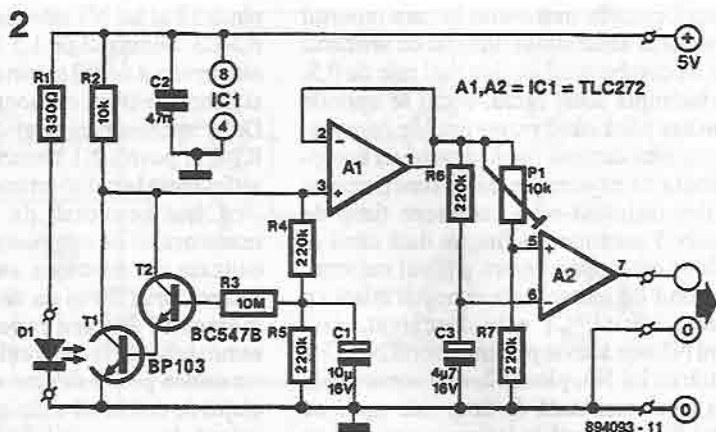 2
+
5V
R1
330Ω
R2
10k
C2
47n
8
IC1
4
A1,A2 = IC1 = TLC272
2
−
A1
1
3
+
R6
220k
P1
10k
R4
220k
5
+
A2
7
6
−
T2
R3
10M
BC547B
T1
BP103
D1
R5
220k
C1
10µ
16V
C3
4µ7
16V
R7
220k
0
0
894093 - 11